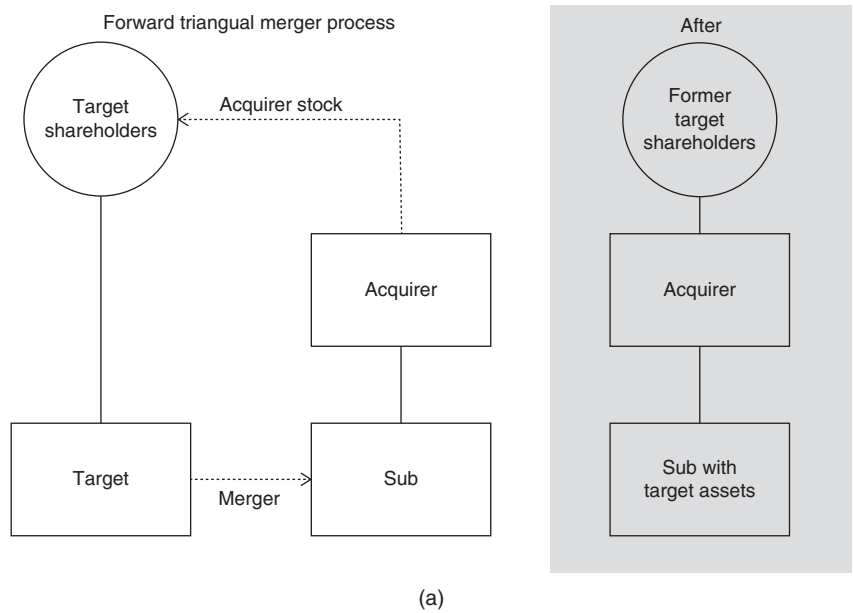 Forward triangual merger process
After
Target
shareholders
Acquirer stock
Former
target
shareholders
Acquirer
Acquirer
Target
Merger
Sub
Sub with
target assets
(a)